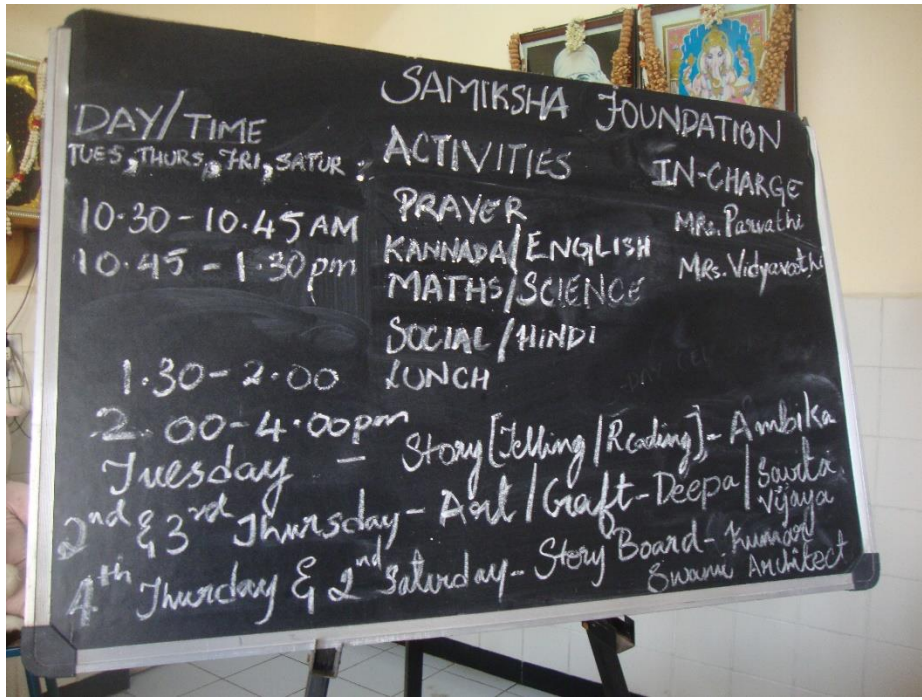 SAMIKSHA FOUNDATION
DAY/TIME
TUES, THURS, FRI, SATUR: ACTIVITIES IN-CHARGE
10.30 - 10.45 AM PRAYER MRs. Parvathi
10.45 - 1.30 pm KANNADA/ENGLISH MRs. Vidyavathi
MATHS/SCIENCE
SOCIAL/HINDI
1.30 - 2.00 LUNCH
2.00 - 4.00pm
Tuesday - Story [Telling/Reading] - Ambika
2nd & 3rd Thursday - Art/Craft - Deepa/Savita
Vijaya
4th Thurday & 2nd Saturday - Story Board - Kumar
Swami Architect